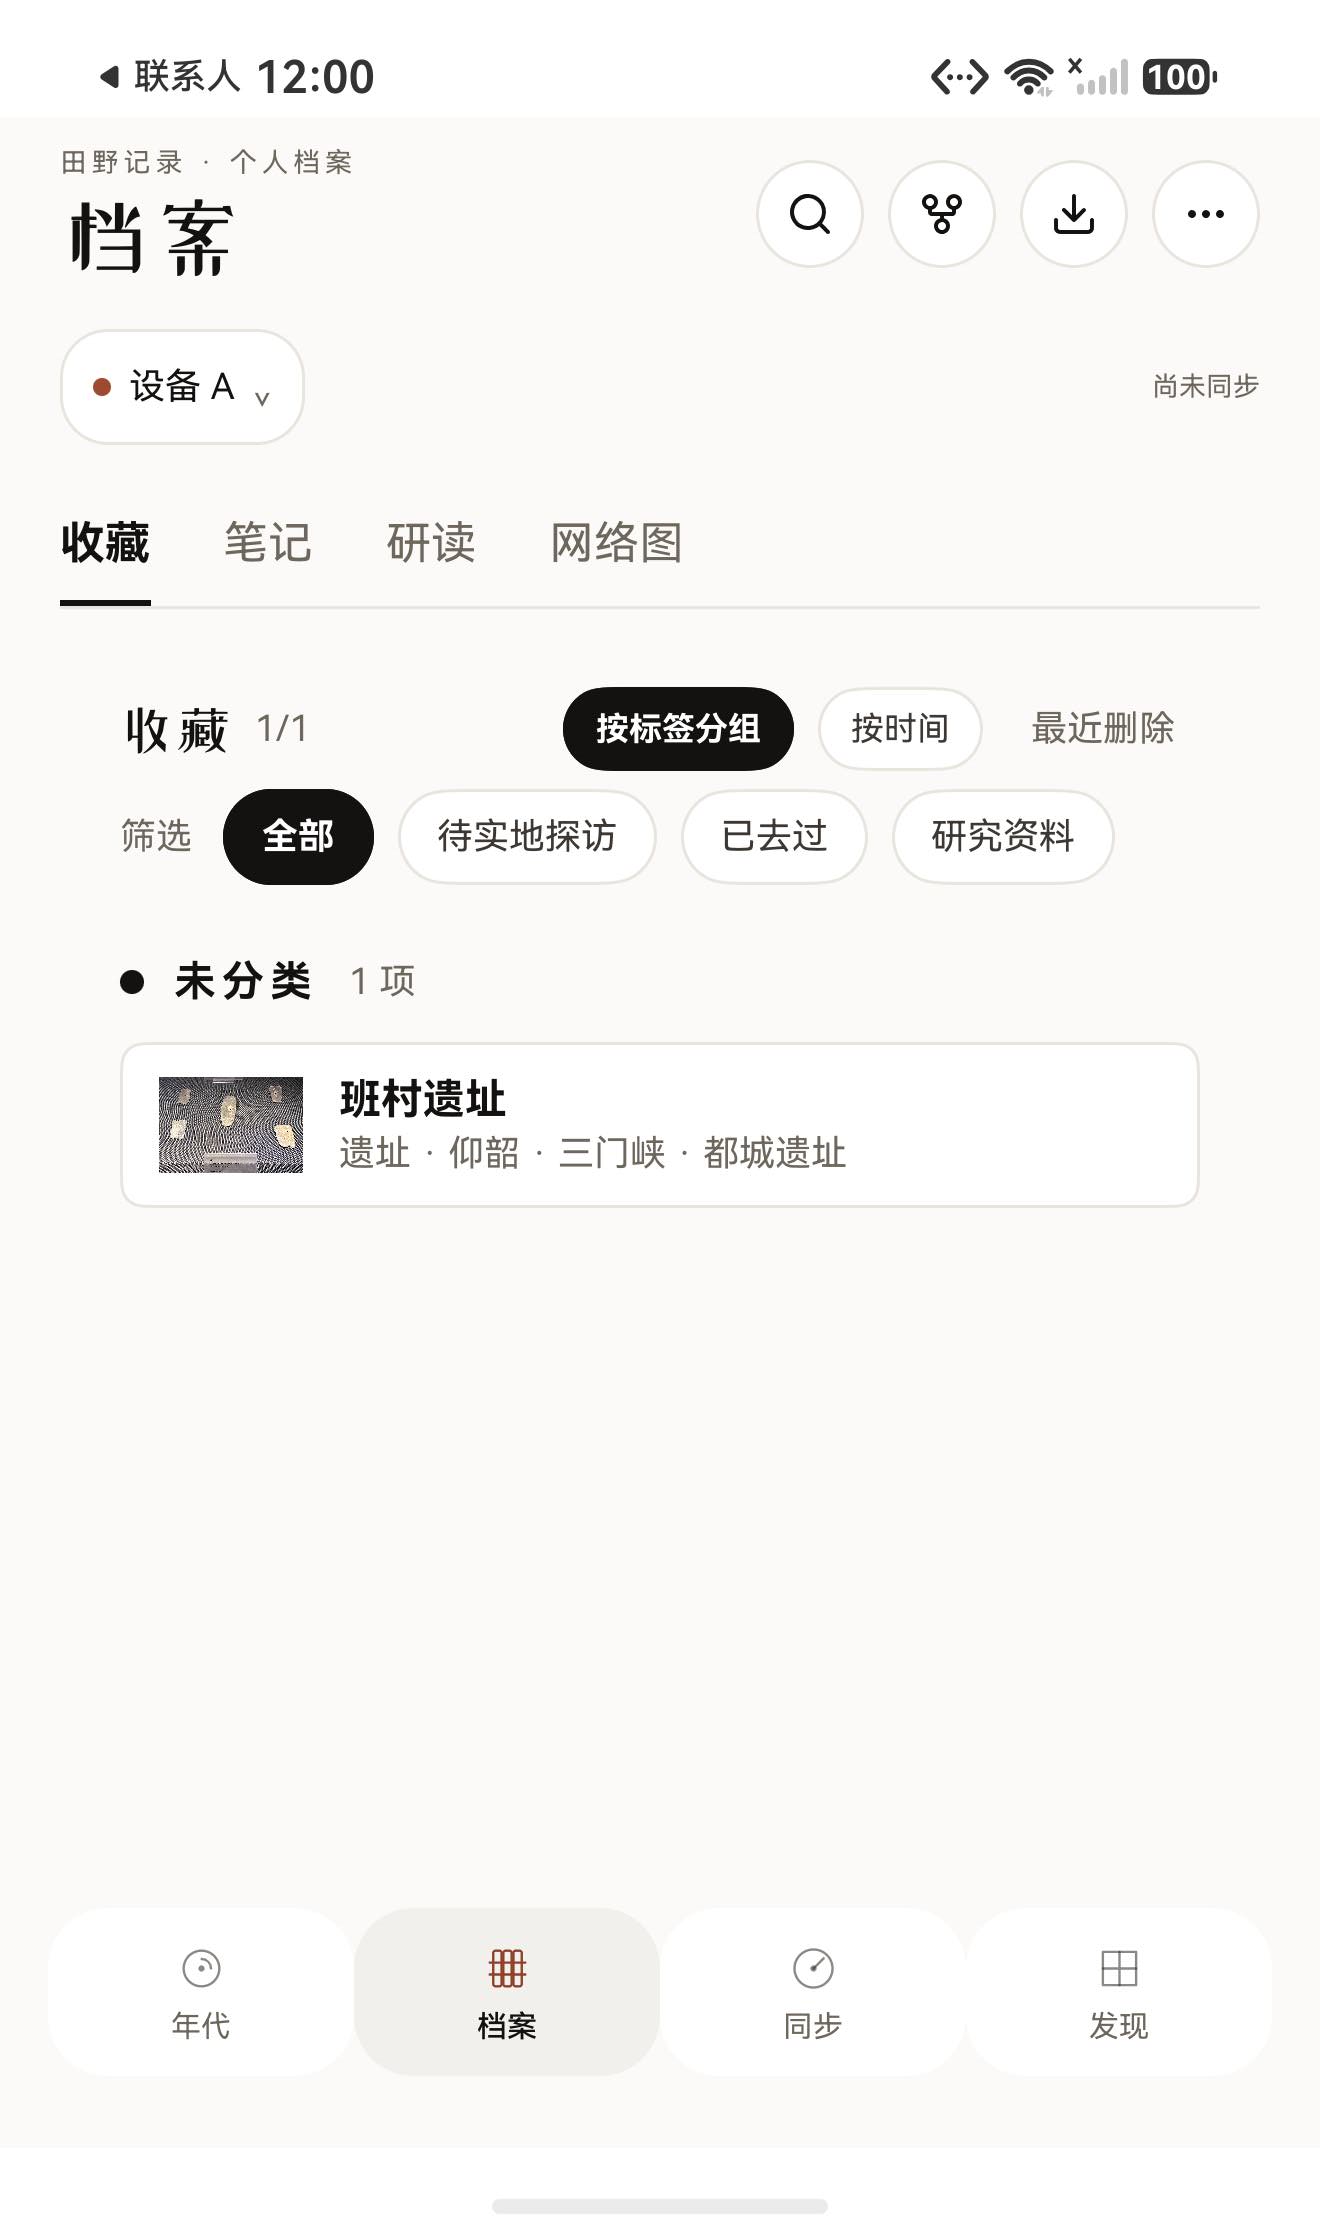 联系人 12:00 100
田野记录 · 个人档案
档案
设备 A
尚未同步
收藏 笔记 研读 网络图
收藏 1/1 按标签分组 按时间 最近删除
筛选 全部 待实地探访 已去过 研究资料
未分类 1 项
班村遗址
遗址 · 仰韶 · 三门峡 · 都城遗址
年代 档案 同步 发现